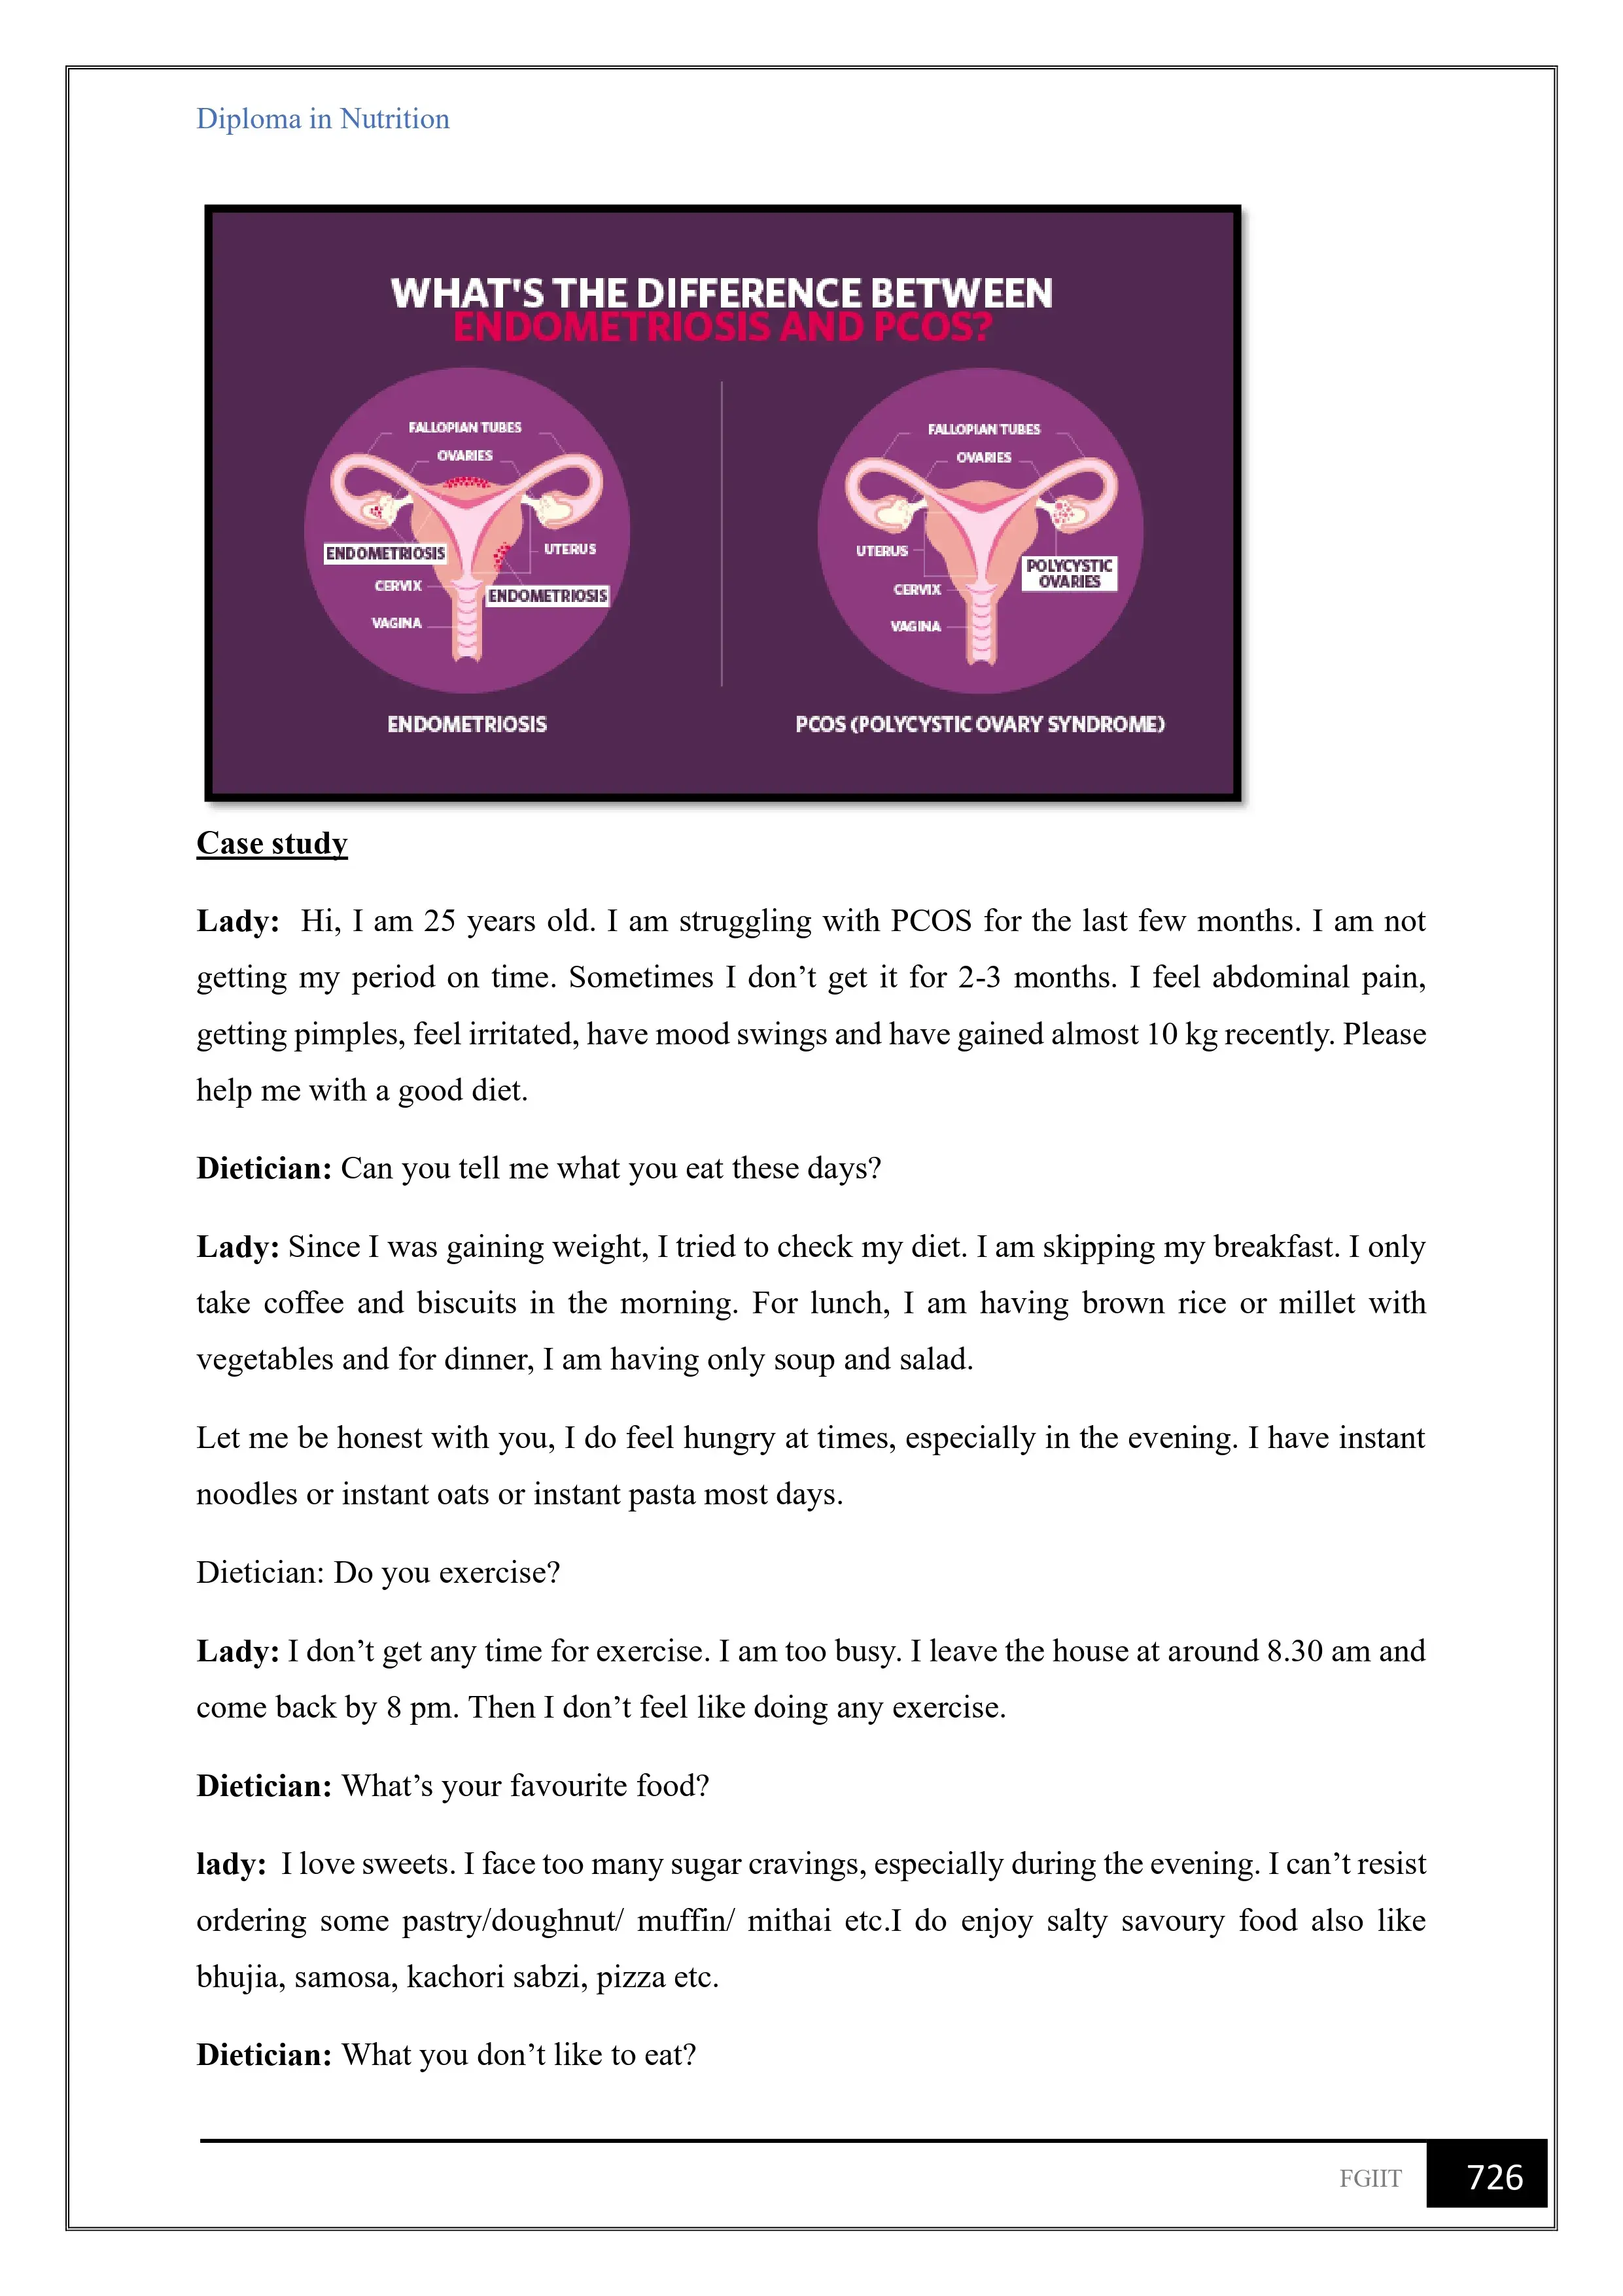 Diploma in Nutrition
WHAT'S THE DIFFERENCE BETWEEN
ENDOMETRIOSIS AND PCOS?
FALLOPIAN TUBES
OVARIES
ENDOMETRIOSIS
UTERUS
CERVIX
ENDOMETRIOSIS
VAGINA
ENDOMETRIOSIS
FALLOPIAN TUBES
OVARIES
UTERUS
POLYCYSTIC
OVARIES
CERVIX
VAGINA
PCOS (POLYCYSTIC OVARY SYNDROME)
Case study
Lady: Hi, I am 25 years old. I am struggling with PCOS for the last few months. I am not
getting my period on time. Sometimes I don’t get it for 2-3 months. I feel abdominal pain,
getting pimples, feel irritated, have mood swings and have gained almost 10 kg recently. Please
help me with a good diet.
Dietician: Can you tell me what you eat these days?
Lady: Since I was gaining weight, I tried to check my diet. I am skipping my breakfast. I only
take coffee and biscuits in the morning. For lunch, I am having brown rice or millet with
vegetables and for dinner, I am having only soup and salad.
Let me be honest with you, I do feel hungry at times, especially in the evening. I have instant
noodles or instant oats or instant pasta most days.
Dietician: Do you exercise?
Lady: I don’t get any time for exercise. I am too busy. I leave the house at around 8.30 am and
come back by 8 pm. Then I don’t feel like doing any exercise.
Dietician: What’s your favourite food?
lady: I love sweets. I face too many sugar cravings, especially during the evening. I can’t resist
ordering some pastry/doughnut/ muffin/ mithai etc.I do enjoy salty savoury food also like
bhujia, samosa, kachori sabzi, pizza etc.
Dietician: What you don’t like to eat?
FGIIT 726